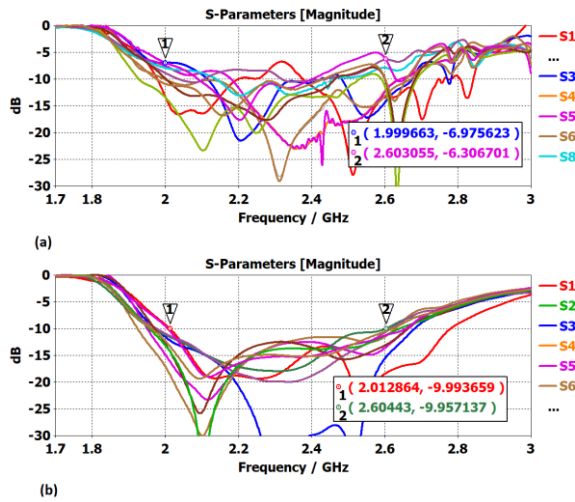 S-Parameters [Magnitude]
0
-5
-10
-15
-20
-25
-30
dB
1
2
1 ( 1.999663, -6.975623 )
2 ( 2.603055, -6.306701 )
1.7
2
2.2
2.4
2.6
2.8
3
Frequency / GHz
S1
...
S3
S4
S5
S6
S8
(a)
S-Parameters [Magnitude]
0
-5
-10
-15
-20
-25
-30
dB
1
2
1 ( 2.012864, -9.993659 )
2 ( 2.60443, -9.957137 )
1.7
2
2.2
2.4
2.6
2.8
3
Frequency / GHz
S1
S2
S3
S4
S5
S6
...
(b)